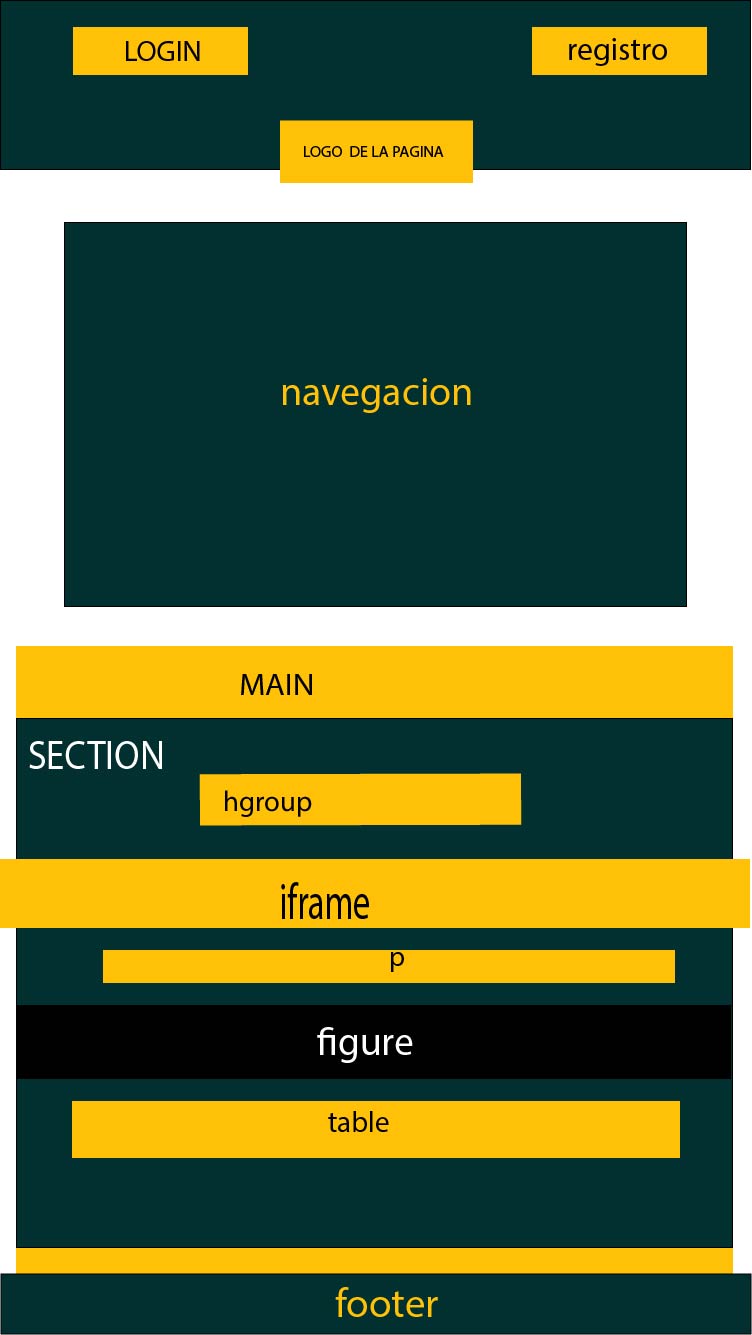 LOGIN
registro
LOGO DE LA PAGINA
navegacion
MAIN
SECTION
hgroup
iframe
p
figure
table
footer